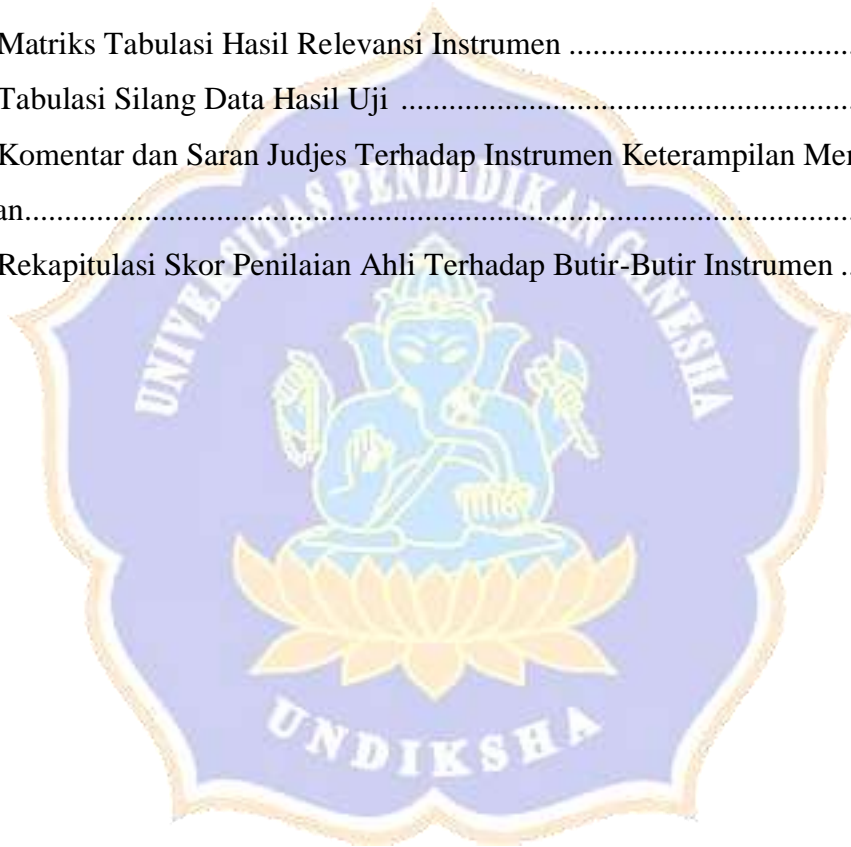 Matriks Tabulasi Hasil Relevansi Instrumen ...................................
Tabulasi Silang Data Hasil Uji ........................................................
Komentar dan Saran Judjes Terhadap Instrumen Keterampilan
an.......................................................................................................
Rekapitulasi Skor Penilaian Ahli Terhadap Butir-Butir Instrumen ..
UNIVERSITAS PENDIDIKAN GANESHA
UNDIKSHA